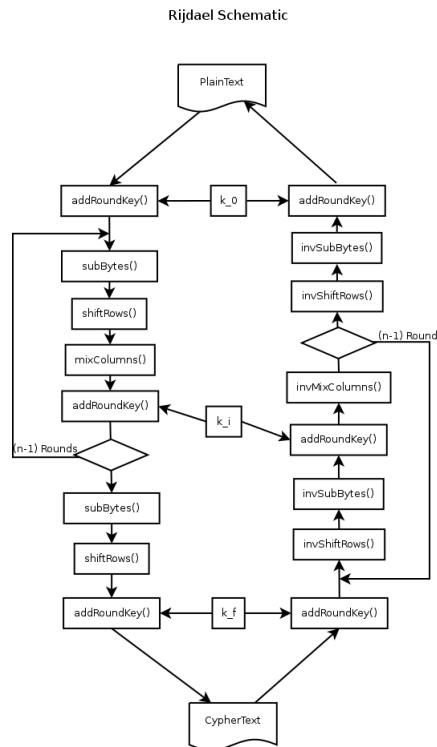 Rijdael Schematic
PlainText
addRoundKey()
k_0
addRoundKey()
subBytes()
shiftRows()
mixColumns()
addRoundKey()
(n-1) Rounds
subBytes()
shiftRows()
addRoundKey()
k_i
k_f
invSubBytes()
invShiftRows()
(n-1) Round
invMixColumns()
addRoundKey()
invSubBytes()
invShiftRows()
addRoundKey()
CypherText